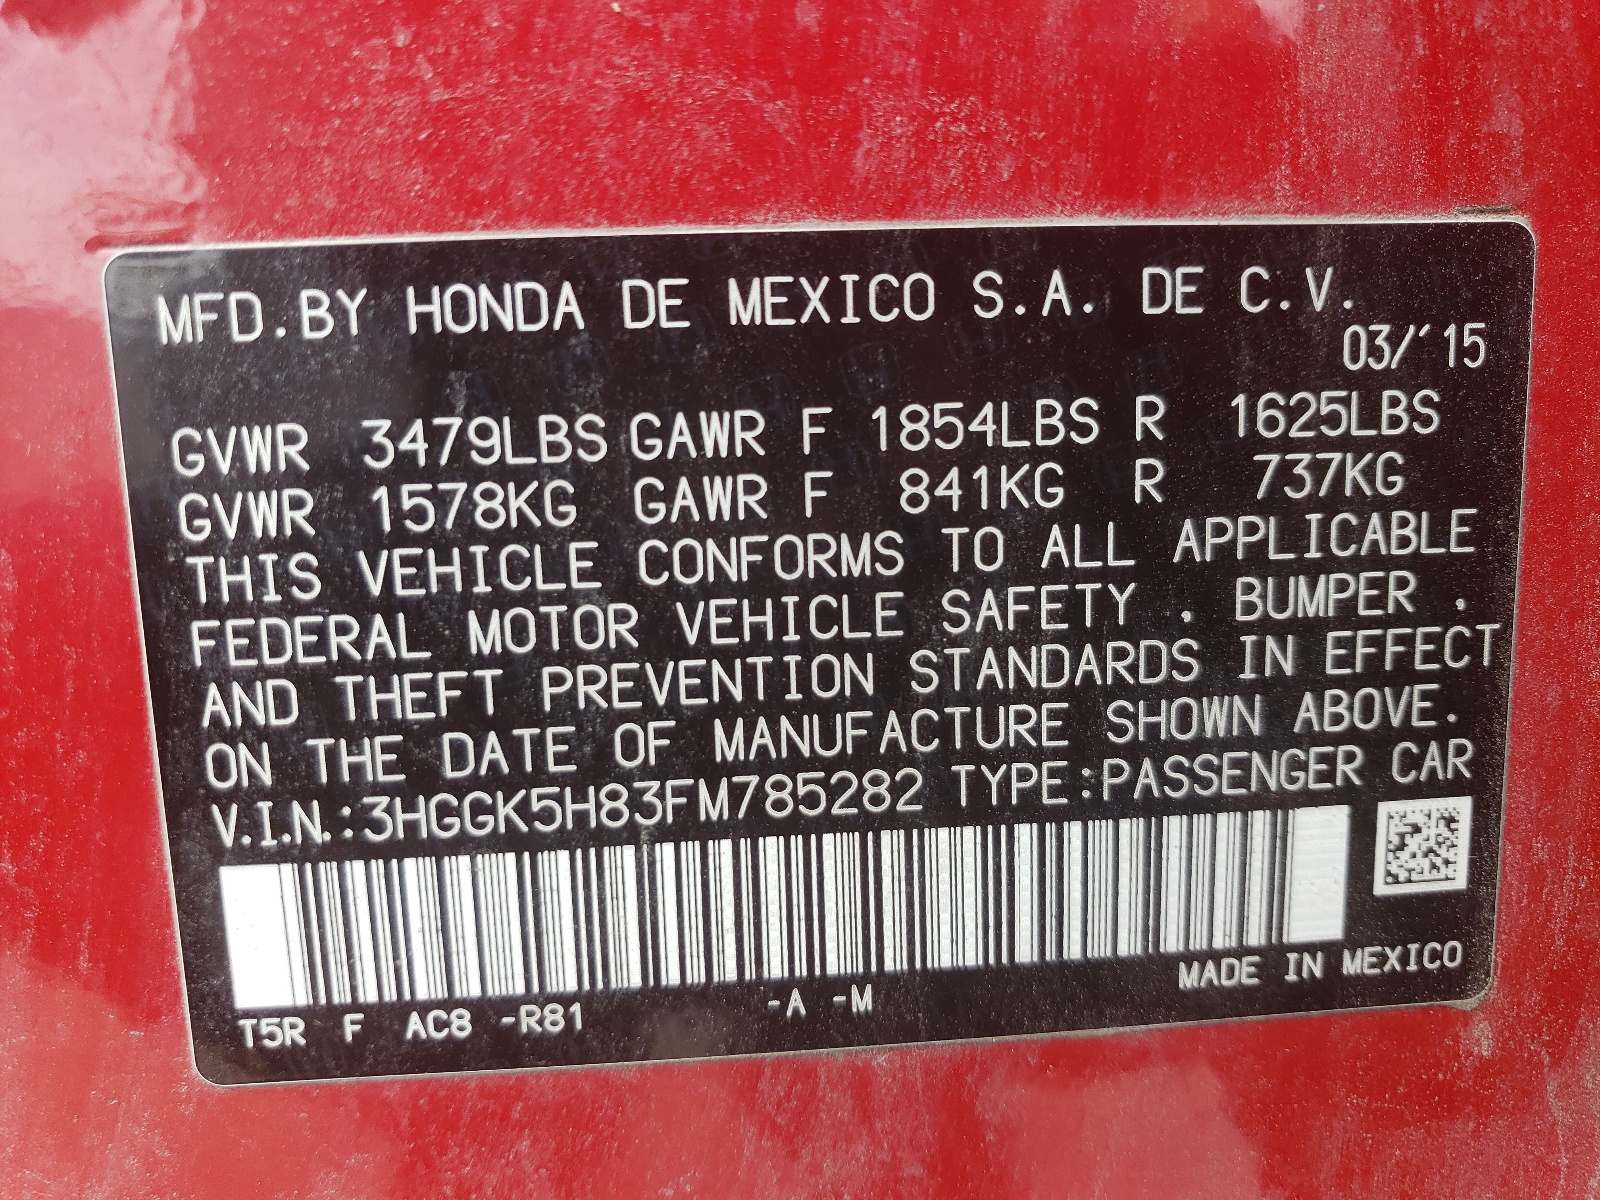 MFD.BY HONDA DE MEXICO S.A. DE C.V.
03/'15
GVWR 3479LBS GAWR F 1854LBS R 1625LBS
GVWR 1578KG GAWR F 841KG R 737KG
THIS VEHICLE CONFORMS TO ALL APPLICABLE
FEDERAL MOTOR VEHICLE SAFETY , BUMPER ,
AND THEFT PREVENTION STANDARDS IN EFFECT
ON THE DATE OF MANUFACTURE SHOWN ABOVE.
V.I.N.:3HGGK5H83FM785282 TYPE:PASSENGER CAR
MADE IN MEXICO
T5R F AC8 -R81 -A -M